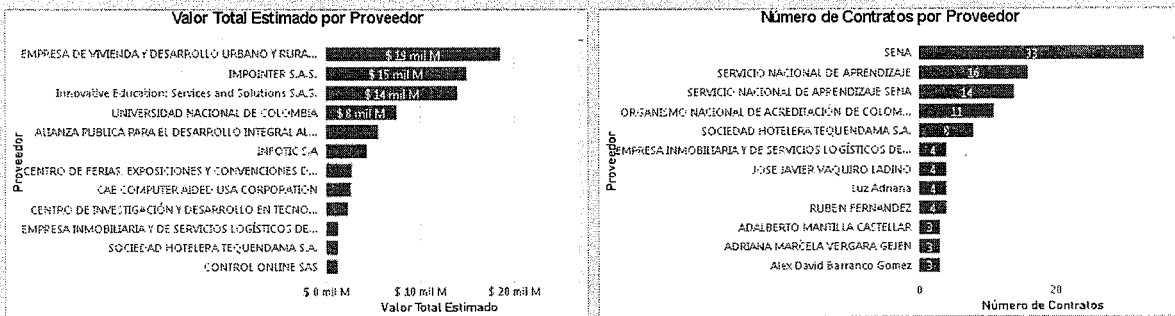 Valor Total Estimado por Proveedor
EMPRESA DE VIVIENDA Y DESARROLLO URBANO Y RURA...
$ 19 mil M
IMPOINTER S.A.S.
$ 15 mil M
Innovative Education: Services and Solutions S.A.S.
$ 14 mil M
UNIVERSIDAD NACIONAL DE COLOMBIA
$ 8 mil M
ALIANZA PUBLICA PARA EL DESARROLLO INTEGRAL AL...
INFOTIC S.A
CENTRO DE FERIAS, EXPOSICIONES Y CONVENCIONES D...
CAE COMPUTER AIDED USA CORPORATION
CENTRO DE INVESTIGACIÓN Y DESARROLLO EN TECNO...
EMPRESA INMOBILIARIA Y DE SERVICIOS LOGÍSTICOS DE...
SOCIEDAD HOTELERA TEQUENDAMA S.A.
CONTROL ONLINE SAS
Proveedor
$ 0 mil M $ 10 mil M $ 20 mil M
Valor Total Estimado
Número de Contratos por Proveedor
SENA
33
SERVICIO NACIONAL DE APRENDIZAJE
16
SERVICIO NACIONAL DE APRENDIZAJE SENA
14
ORGANISMO NACIONAL DE ACREDITACIÓN DE COLOM...
11
SOCIEDAD HOTELERA TEQUENDAMA S.A.
8
EMPRESA INMOBILIARIA Y DE SERVICIOS LOGÍSTICOS DE...
4
JOSE JAVIER VAQUIRO LADINO
4
Luz Adriana
4
RUBEN FERNANDEZ
4
ADALBERTO MANTILLA CASTELLAR
3
ADRIANA MARCELA VERGARA GEJEN
3
Alex David Barranco Gomez
3
Proveedor
0 20
Número de Contratos